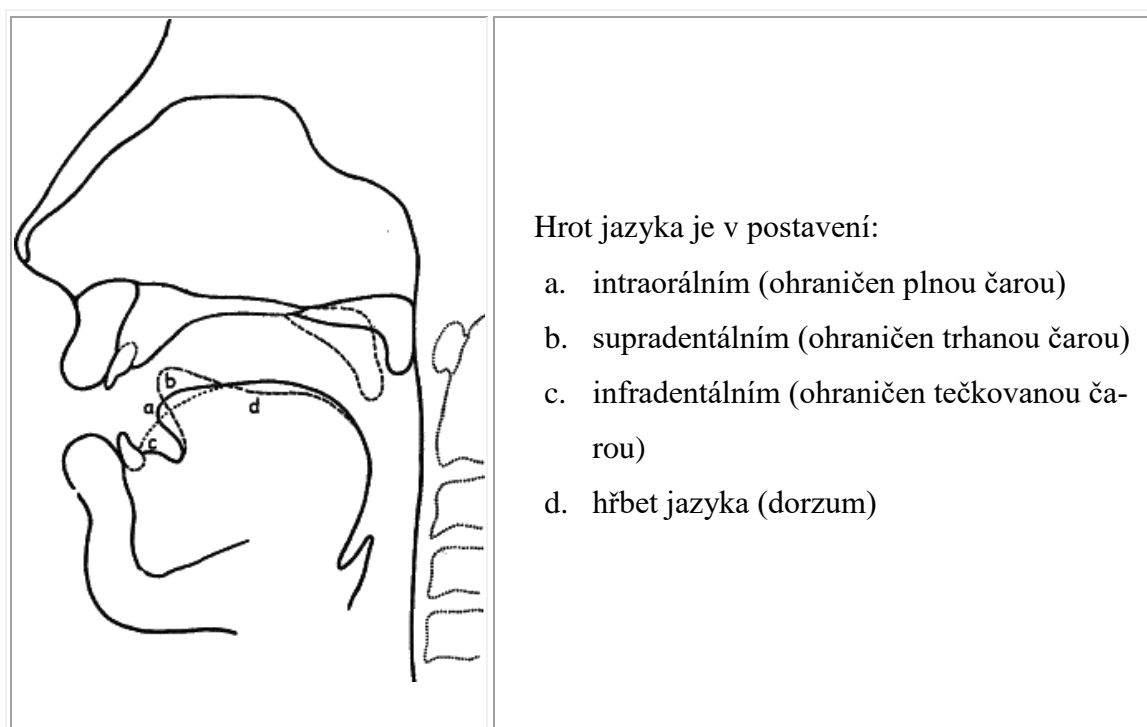 a
b
c
d
Hrot jazyka je v postavení:
a. intraorálním (ohraničen plnou čarou)
b. supradentálním (ohraničen trhanou čarou)
c. infradentálním (ohraničen tečkovanou ča-
rou)
d. hřbet jazyka (dorzum)